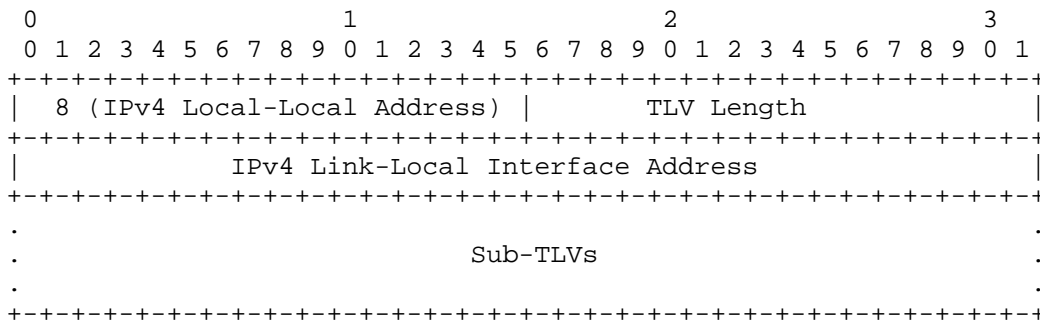 0                   1                   2                   3
 0 1 2 3 4 5 6 7 8 9 0 1 2 3 4 5 6 7 8 9 0 1 2 3 4 5 6 7 8 9 0 1
+-+-+-+-+-+-+-+-+-+-+-+-+-+-+-+-+-+-+-+-+-+-+-+-+-+-+-+-+-+-+-+-+
|  8 (IPv4 Local-Local Address) |       TLV Length              |
+-+-+-+-+-+-+-+-+-+-+-+-+-+-+-+-+-+-+-+-+-+-+-+-+-+-+-+-+-+-+-+-+
|             IPv4 Link-Local Interface Address                 |
+-+-+-+-+-+-+-+-+-+-+-+-+-+-+-+-+-+-+-+-+-+-+-+-+-+-+-+-+-+-+-+-+
.                                                               .
.                            Sub-TLVs                           .
.                                                               .
+-+-+-+-+-+-+-+-+-+-+-+-+-+-+-+-+-+-+-+-+-+-+-+-+-+-+-+-+-+-+-+-+